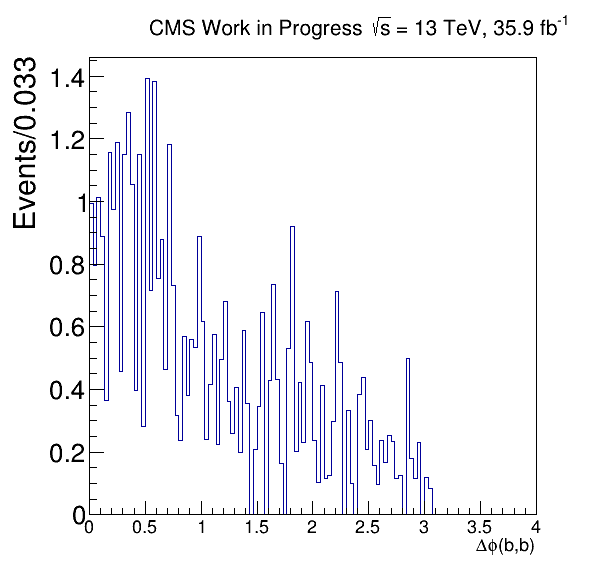 CMS Work in Progress √s = 13 TeV, 35.9 fb⁻¹
Events/0.033
1.4
1.2
1
0.8
0.6
0.4
0.2
0
0 0.5 1 1.5 2 2.5 3 3.5 4
Δϕ(b,b)